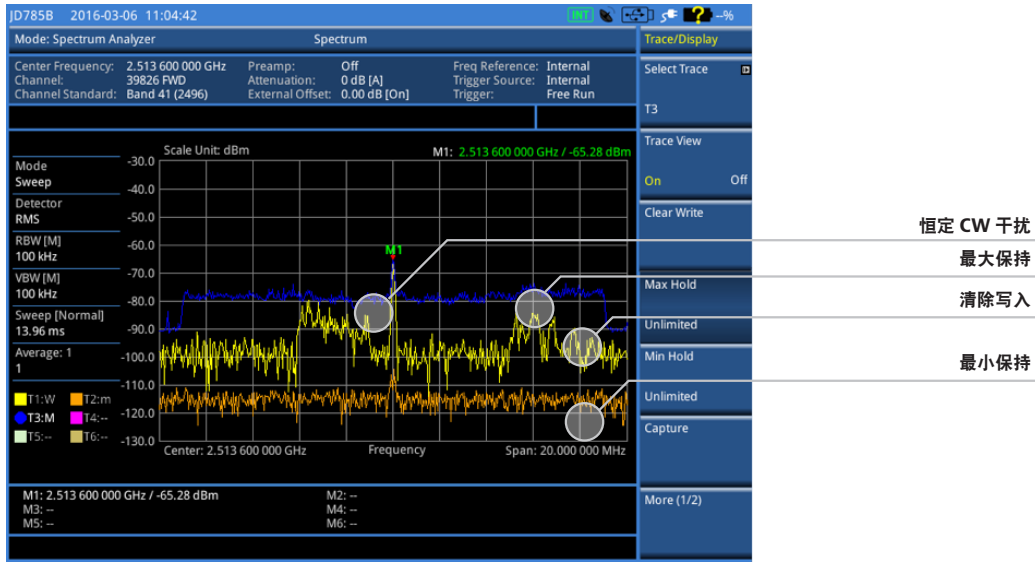 JD785B 2016-03-06 11:04:42 INT --%
Mode: Spectrum Analyzer Spectrum
Center Frequency: 2.513 600 000 GHz Preamp: Off Freq Reference: Internal
Channel: 39826 FWD Attenuation: 0 dB [A] Trigger Source: Internal
Channel Standard: Band 41 (2496) External Offset: 0.00 dB [On] Trigger: Free Run
Mode
Sweep
Detector
RMS
RBW [M]
100 kHz
VBW [M]
100 kHz
Sweep [Normal]
13.96 ms
Average: 1
1
T1:W T2:m
T3:M T4:--
T5:-- T6:--
Scale Unit: dBm M1: 2.513 600 000 GHz / -65.28 dBm
-30.0
-40.0
-50.0
-60.0
-70.0
-80.0
-90.0
-100.0
-110.0
-120.0
-130.0
M1
Center: 2.513 600 000 GHz Frequency Span: 20.000 000 MHz
M1: 2.513 600 000 GHz / -65.28 dBm M2: --
M3: -- M4: --
M5: -- M6: --
Trace/Display
Select Trace
T3
Trace View
On Off
Clear Write
Max Hold
Unlimited
Min Hold
Unlimited
Capture
More (1/2)
恒定 CW 干扰
最大保持
清除写入
最小保持